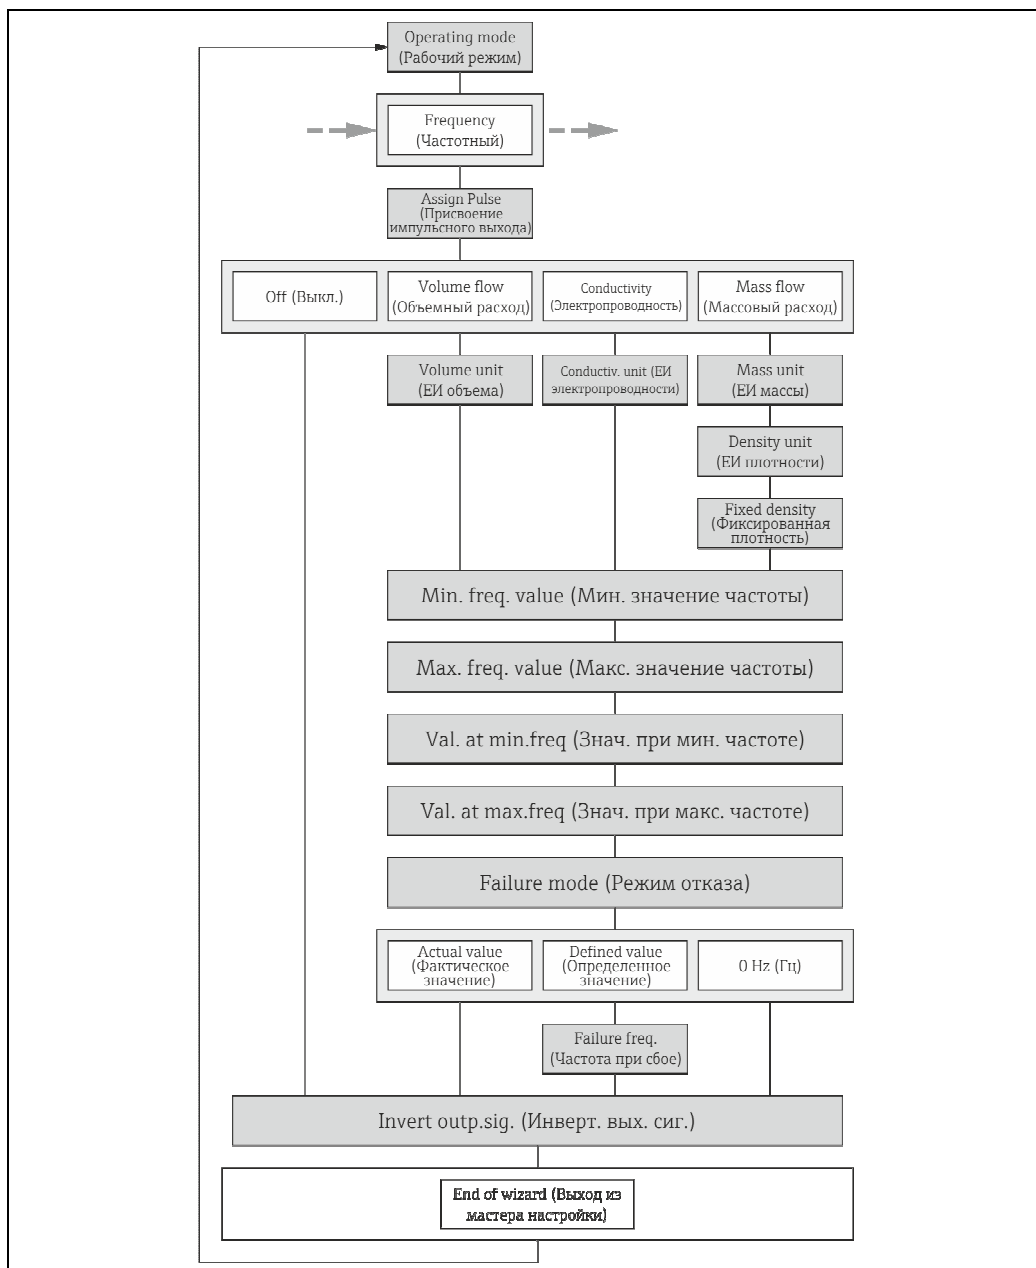 Operating mode
(Рабочий режим)
Frequency
(Частотный)
Assign Pulse
(Присвоение
импульсного выхода)
Off (Выкл.)
Volume flow
(Объемный расход)
Conductivity
(Электропроводность)
Mass flow
(Массовый расход)
Volume unit
(ЕИ объема)
Conductiv. unit (ЕИ
электропроводности)
Mass unit
(ЕИ массы)
Density unit
(ЕИ плотности)
Fixed density
(Фиксированная
плотность)
Min. freq. value (Мин. значение частоты)
Max. freq. value (Макс. значение частоты)
Val. at min.freq (Знач. при мин. частоте)
Val. at max.freq (Знач. при макс. частоте)
Failure mode (Режим отказа)
Actual value
(Фактическое
значение)
Defined value
(Определенное
значение)
0 Hz (Гц)
Failure freq.
(Частота при сбое)
Invert outp.sig. (Инверт. вых. сиг.)
End of wizard (Выход из
мастера настройки)